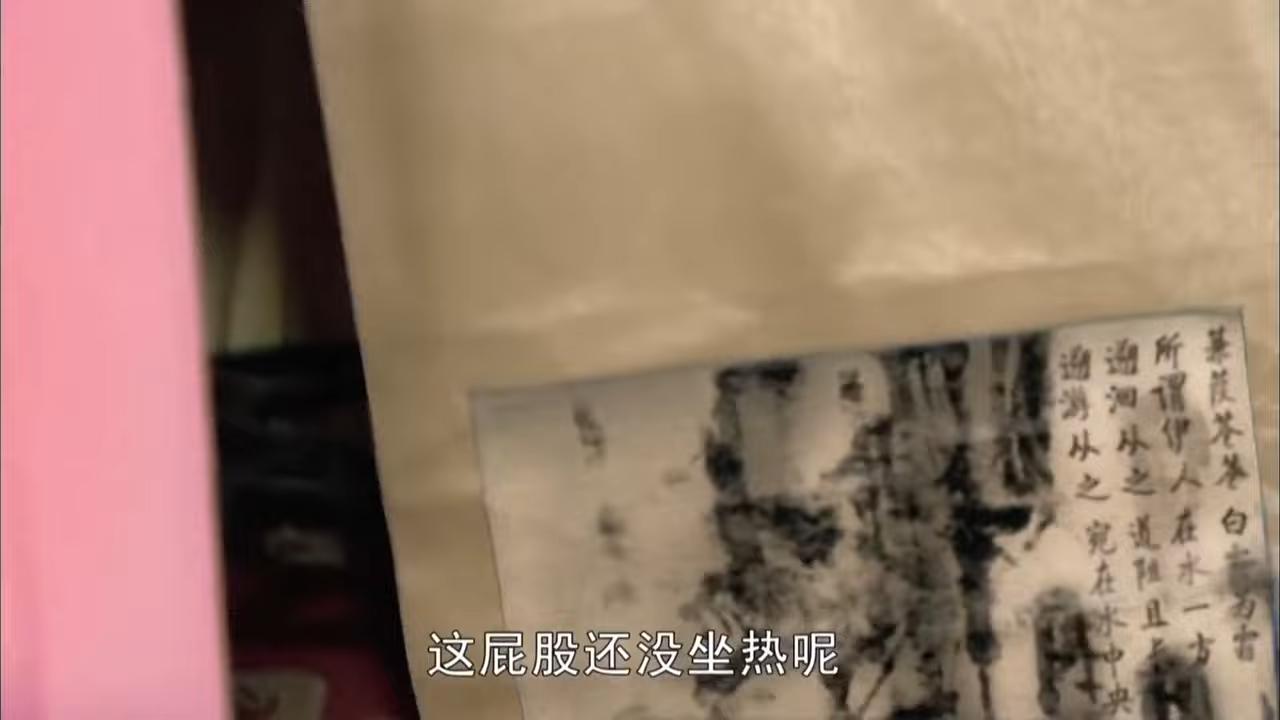 蒹葭苍苍 白
所谓伊人 在水一方
遡洄从之 道阻且长
遡游从之 宛在水中央
这屁股还没坐热呢